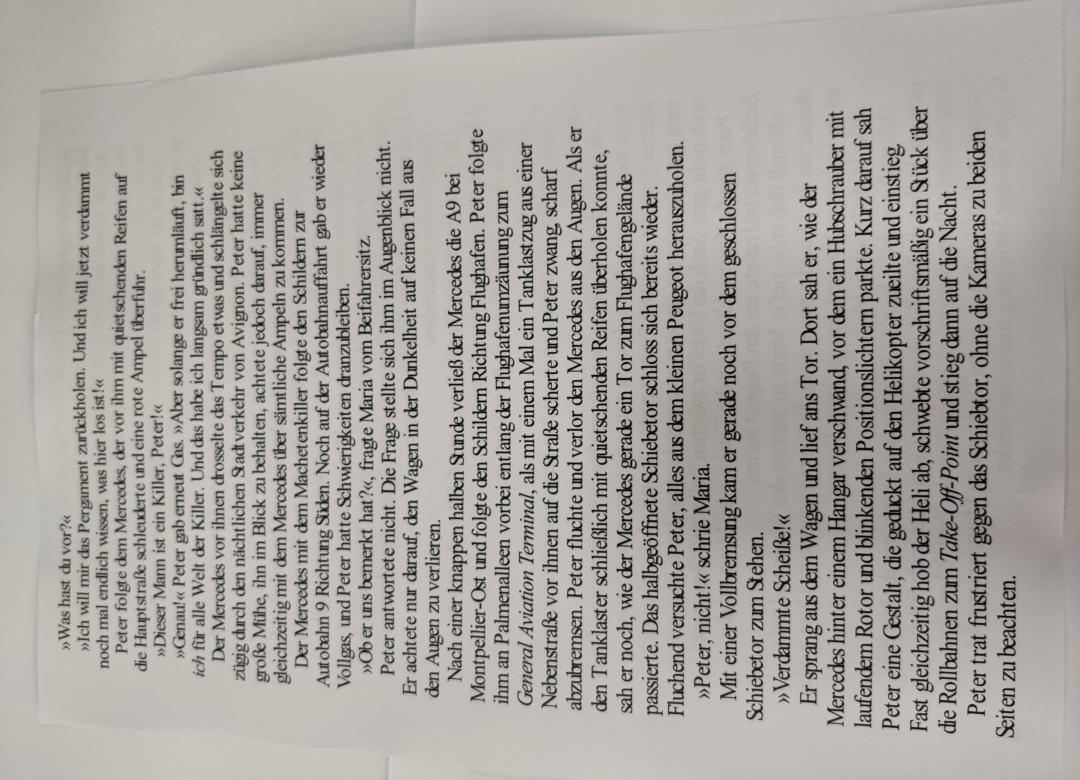 »Was hast du vor?«
»Ich will mir das Pergament zurückholen. Und ich will jetzt verdammt
noch mal endlich wissen, was hier los ist!«
Peter folgte dem Mercedes, der vor ihm mit quietschenden Reifen auf
die Hauptstraße schleuderte und eine rote Ampel überfuhr.
»Dieser Mann ist ein Killer, Peter!«
»Genau!« Peter gab erneut Gas. »Aber solange er frei herumläuft, bin
ich für alle Welt der Killer. Und das habe ich langsam gründlich satt.«
Der Mercedes vor ihnen drosselte das Tempo etwas und schlängelte sich
zügig durch den nächtlichen Stadtverkehr von Avignon. Peter hatte keine
große Mühe, ihn im Blick zu behalten, achtete jedoch darauf, immer
gleichzeitig mit dem Mercedes über sämtliche Ampeln zu kommen.
Der Mercedes mit dem Machetenkiller folgte den Schildern zur
Autobahn 9 Richtung Süden. Noch auf der Autobahnauffahrt gab er wieder
Vollgas, und Peter hatte Schwierigkeiten dranzubleiben.
»Ob er uns bemerkt hat?«, fragte Maria vom Beifahrersitz.
Peter antwortete nicht. Die Frage stellte sich ihm im Augenblick nicht.
Er achtete nur darauf, den Wagen in der Dunkelheit auf keinen Fall aus
den Augen zu verlieren.
Nach einer knappen halben Stunde verließ der Mercedes die A9 bei
Montpellier-Ost und folgte den Schildern Richtung Flughafen. Peter folgte
ihm an Palmenalleen vorbei entlang der Flughafenumzäunung zum
General Aviation Terminal, als mit einem Mal ein Tanklastzug aus einer
Nebenstraße vor ihnen auf die Straße scherte und Peter zwang, scharf
abzubremsen. Peter fluchte und verlor den Mercedes aus den Augen. Als er
den Tanklaster schließlich mit quietschenden Reifen überholen konnte,
sah er noch, wie der Mercedes gerade ein Tor zum Flughafengelände
passierte. Das halbgeöffnete Schiebetor schloss sich bereits wieder.
Fluchend versuchte Peter, alles aus dem kleinen Peugeot herauszuholen.
»Peter, nicht!« schrie Maria.
Mit einer Vollbremsung kam er gerade noch vor dem geschlossen
Schiebetor zum Stehen.
»Verdammte Scheiße!«
Er sprang aus dem Wagen und lief ans Tor. Dort sah er, wie der
Mercedes hinter einem Hangar verschwand, vor dem ein Hubschrauber mit
laufendem Rotor und blinkenden Positionslichtern parkte. Kurz darauf sah
Peter eine Gestalt, die geduckt auf den Helikopter zueilte und einstieg.
Fast gleichzeitig hob der Heli ab, schwebte vorschriftsmäßig ein Stück über
die Rollbahnen zum Take-Off-Point und stieg dann auf die Nacht.
Peter trat frustriert gegen das Schiebtor, ohne die Kameras zu beiden
Seiten zu beachten.